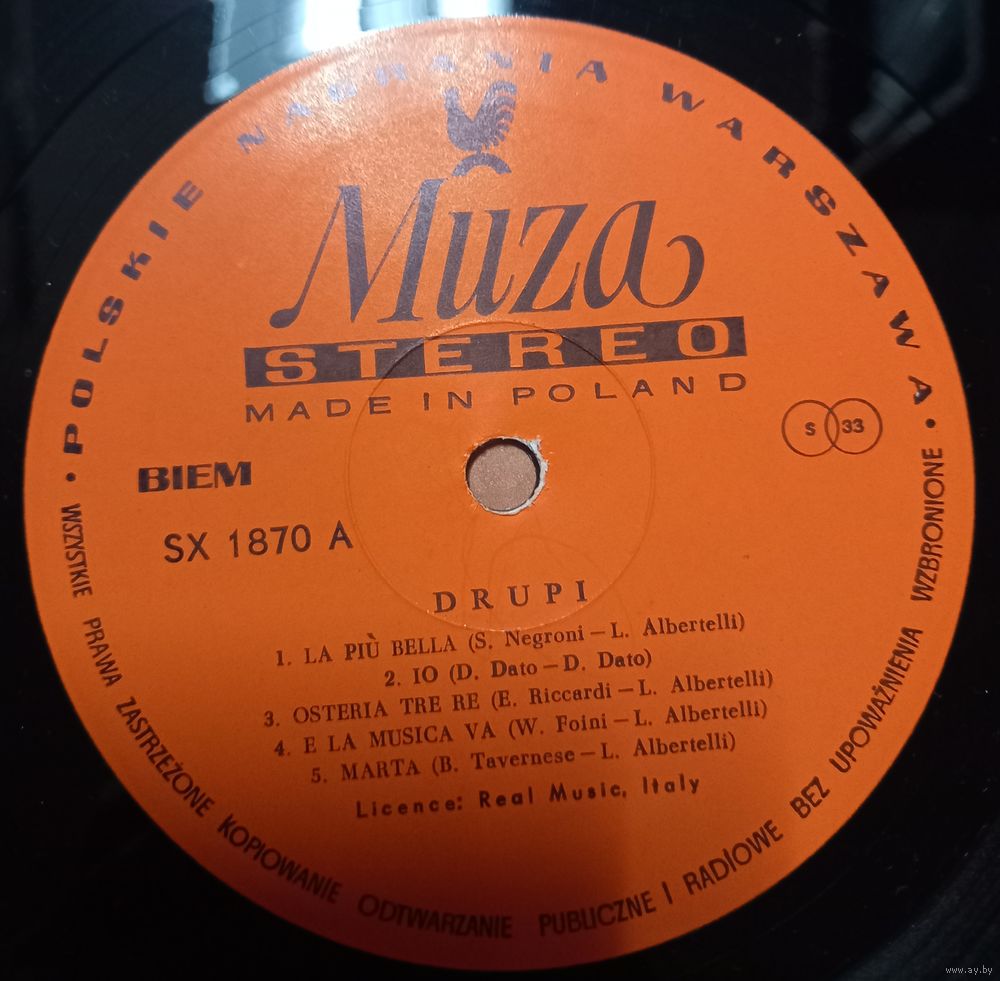 POLSKIE NAGRANIA WARSZAWA
Muza
STEREO
MADE IN POLAND
S 33
BIEM
SX 1870 A
DRUPI
1. LA PIÙ BELLA (S. Negroni – L. Albertelli)
2. IO (D. Dato – D. Dato)
3. OSTERIA TRE RE (E. Riccardi – L. Albertelli)
4. E LA MUSICA VA (W. Foini – L. Albertelli)
5. MARTA (B. Tavernese – L. Albertelli)
Licence: Real Music, Italy
• WSZYSTKIE PRAWA ZASTRZEŻONE KOPIOWANIE ODTWARZANIE PUBLICZNE I RADIOWE BEZ UPOWAŻNIENIA WZBRONIONE •
www.ay.by